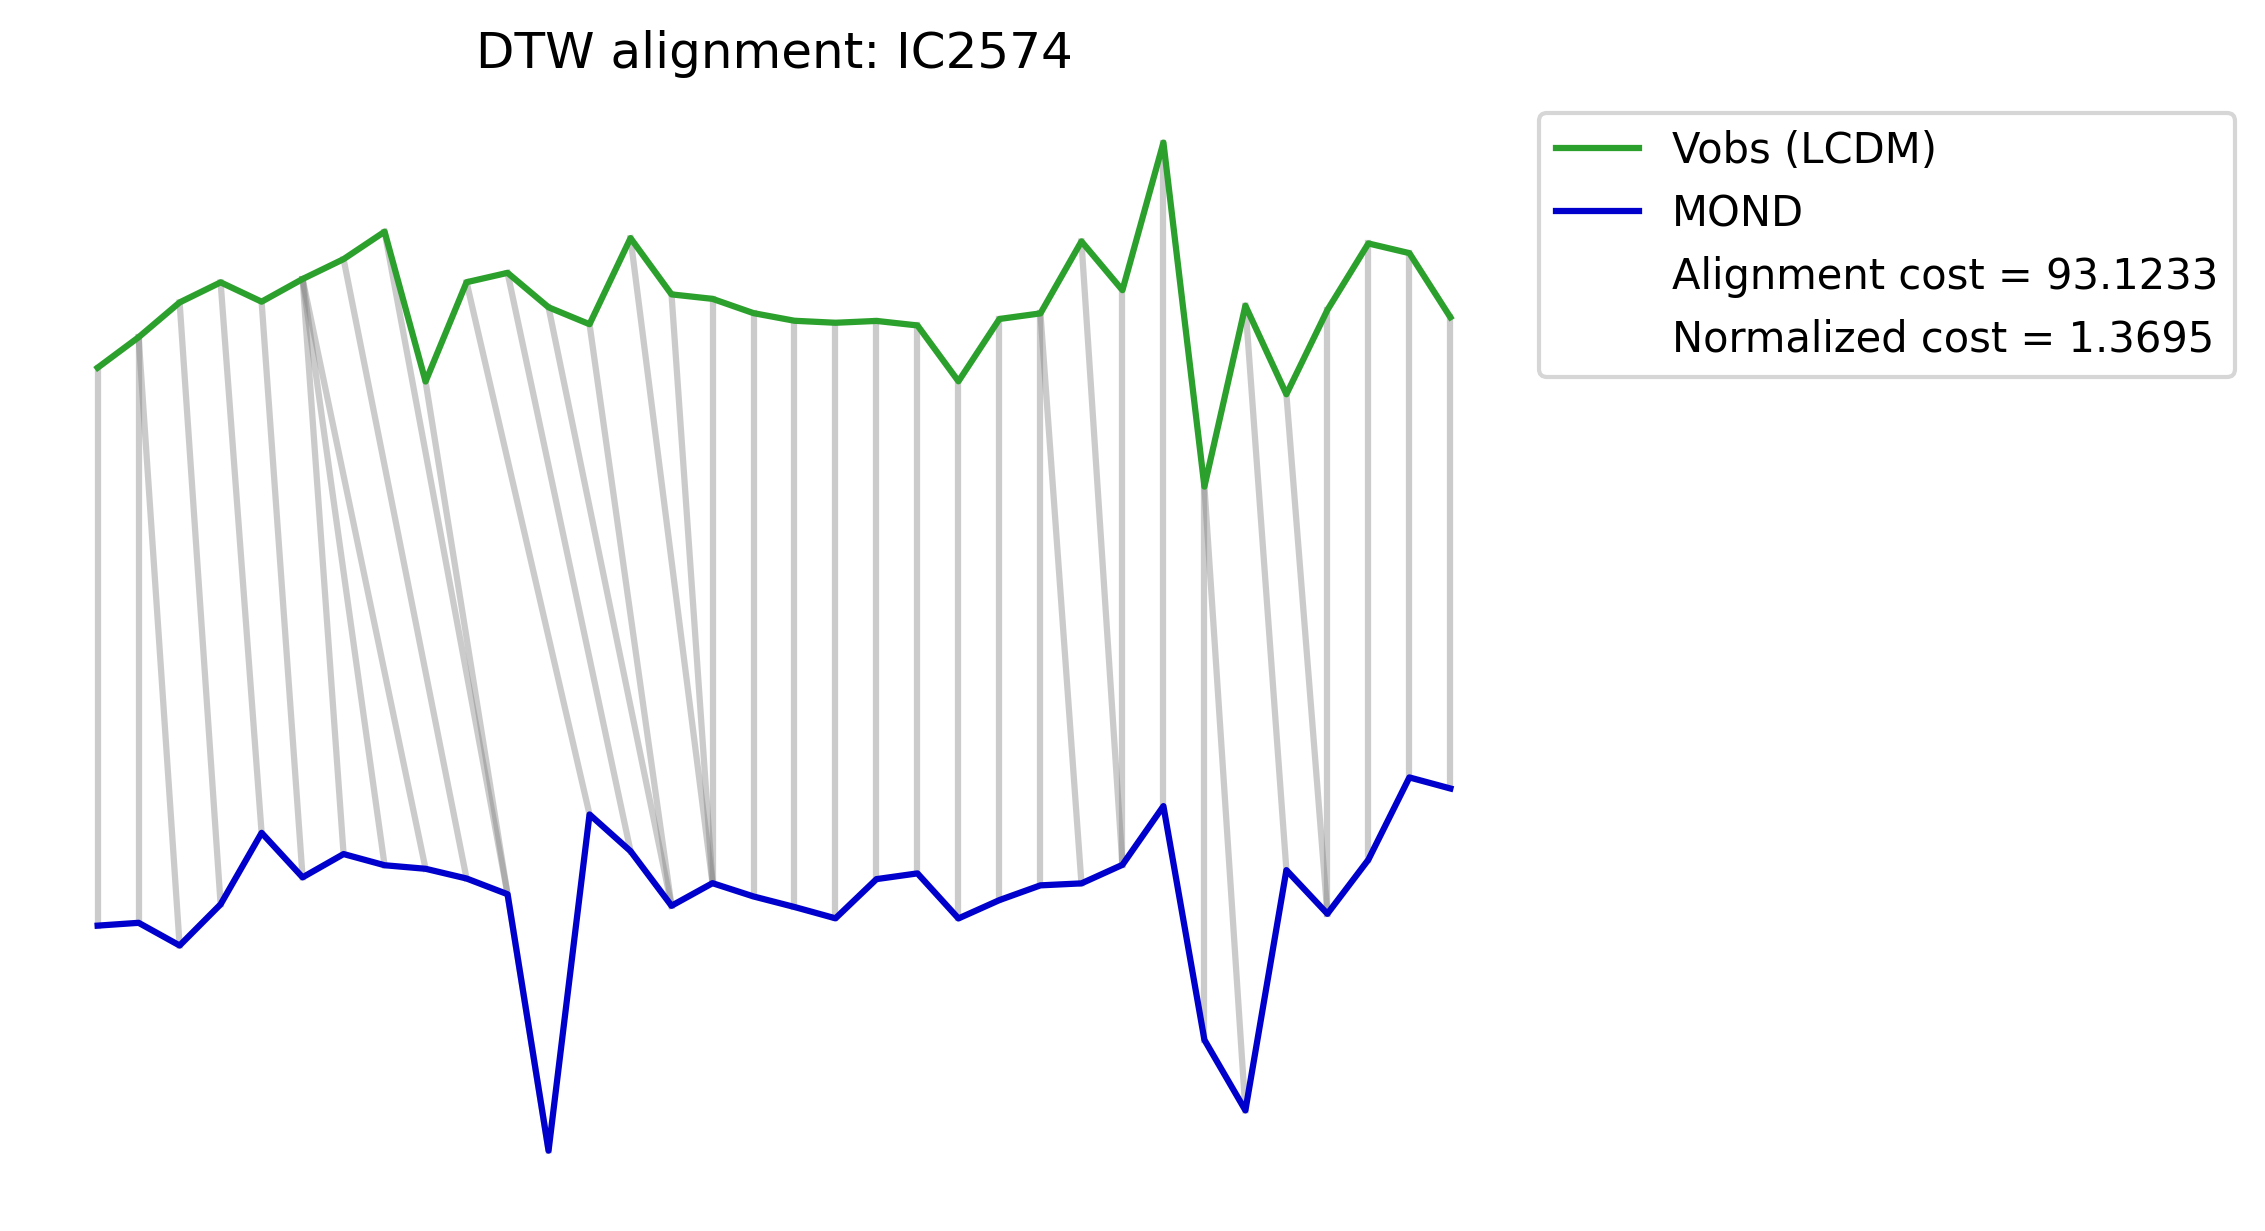 DTW alignment: IC2574
Vobs (LCDM)
MOND
Alignment cost = 93.1233
Normalized cost = 1.3695